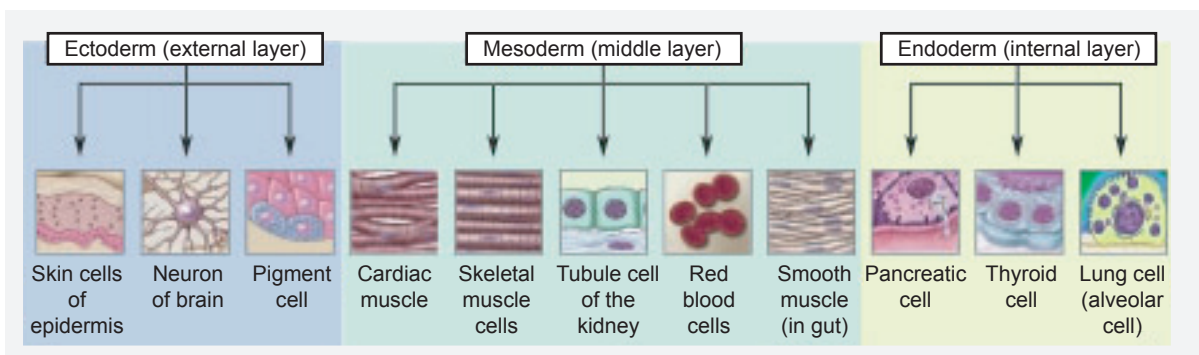 Ectoderm (external layer)
Mesoderm (middle layer)
Endoderm (internal layer)
Skin cells
of
epidermis
Neuron
of brain
Pigment
cell
Cardiac
muscle
Skeletal
muscle
cells
Tubule cell
of the
kidney
Red
blood
cells
Smooth
muscle
(in gut)
Pancreatic
cell
Thyroid
cell
Lung cell
(alveolar
cell)